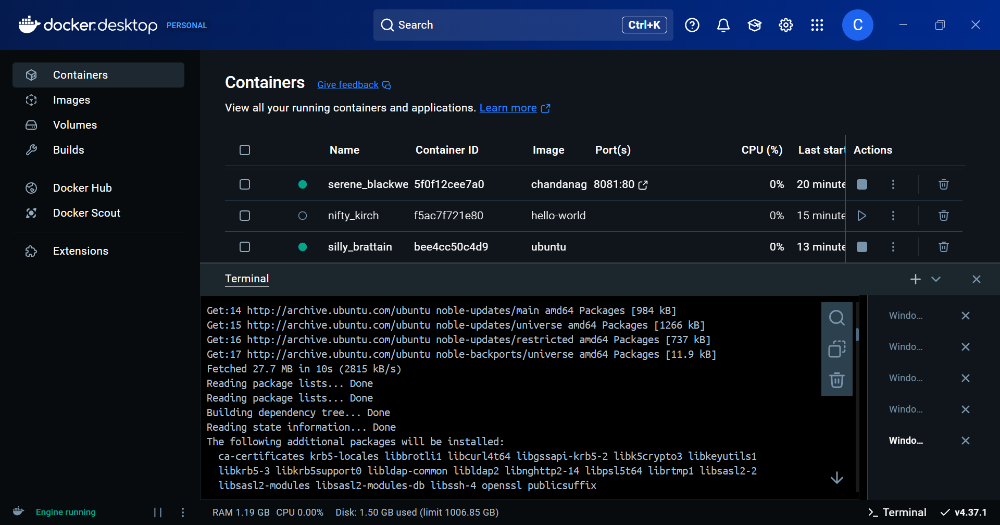 docker.desktop PERSONAL
Search Ctrl+K
C
Containers
Images
Volumes
Builds
Docker Hub
Docker Scout
Extensions
Containers Give feedback
View all your running containers and applications. Learn more
Name Container ID Image Port(s) CPU (%) Last start Actions
serene_blackwe 5f0f12cee7a0 chandanag 8081:80 0% 20 minute
nifty_kirch f5ac7f721e80 hello-world 0% 15 minute
silly_brattain bee4cc50c4d9 ubuntu 0% 13 minute
Terminal
Get:14 http://archive.ubuntu.com/ubuntu noble-updates/main amd64 Packages [984 kB]
Get:15 http://archive.ubuntu.com/ubuntu noble-updates/universe amd64 Packages [1266 kB]
Get:16 http://archive.ubuntu.com/ubuntu noble-updates/restricted amd64 Packages [737 kB]
Get:17 http://archive.ubuntu.com/ubuntu noble-backports/universe amd64 Packages [11.9 kB]
Fetched 27.7 MB in 10s (2815 kB/s)
Reading package lists... Done
Reading package lists... Done
Building dependency tree... Done
Reading state information... Done
The following additional packages will be installed:
ca-certificates krb5-locales libbrotli1 libcurl4t64 libgssapi-krb5-2 libk5crypto3 libkeyutils1
libkrb5-3 libkrb5support0 libldap-common libldap2 libnghttp2-14 libpsl5t64 librtmp1 libsasl2-2
libsasl2-modules libsasl2-modules-db libssh-4 openssl publicsuffix
Windo...
Windo...
Windo...
Windo...
Windo...
Engine running
RAM 1.19 GB CPU 0.00% Disk: 1.50 GB used (limit 1006.85 GB)
>_ Terminal v4.37.1